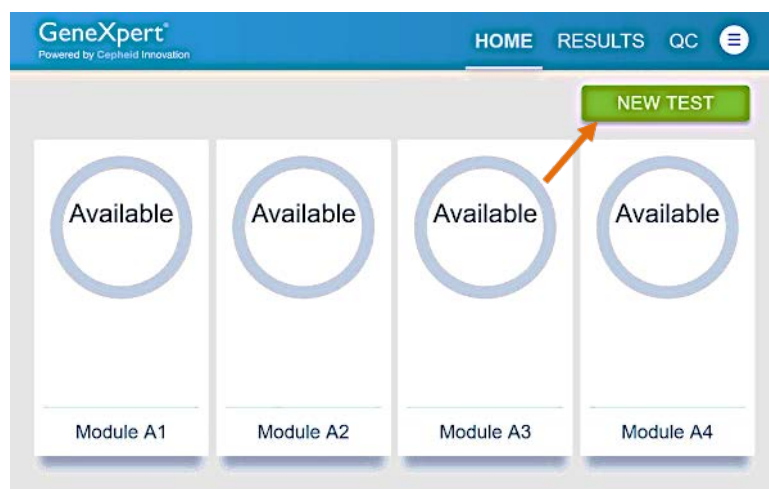 GeneXpert®
Powered by Cepheid Innovation
HOME RESULTS QC
NEW TEST
Available Available Available Available
Module A1 Module A2 Module A3 Module A4